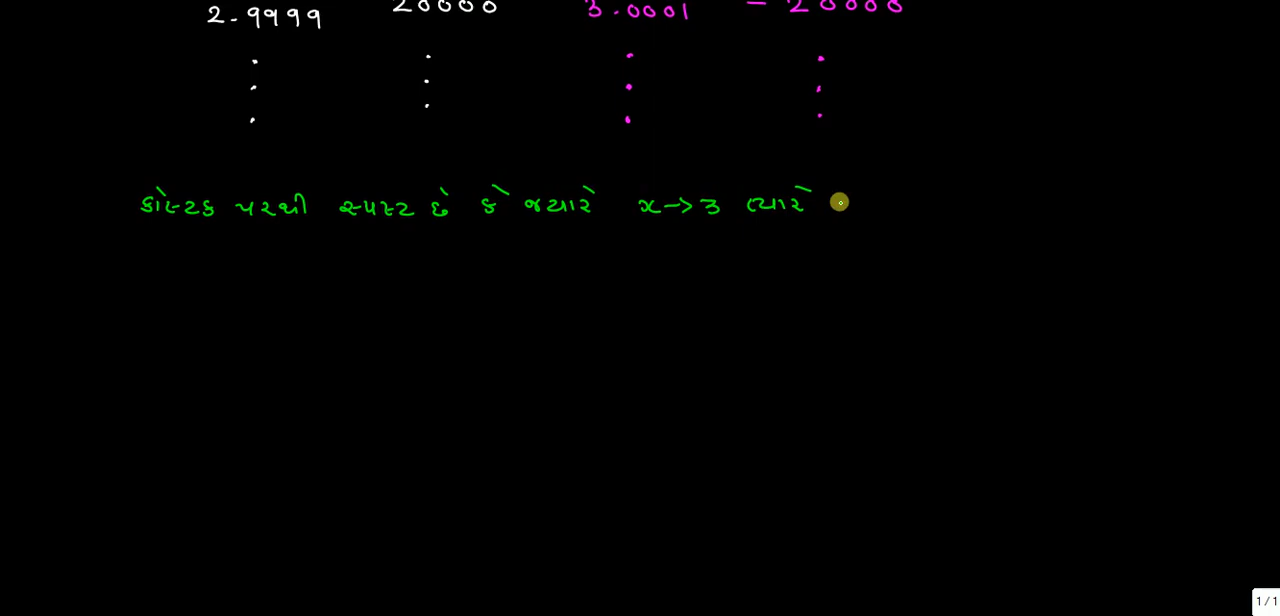 2.9999 20000 3.0001 - 20000
કોષ્ટક પરથી સ્પષ્ટ છે કે જ્યારે x->3 ત્યારે
1/1